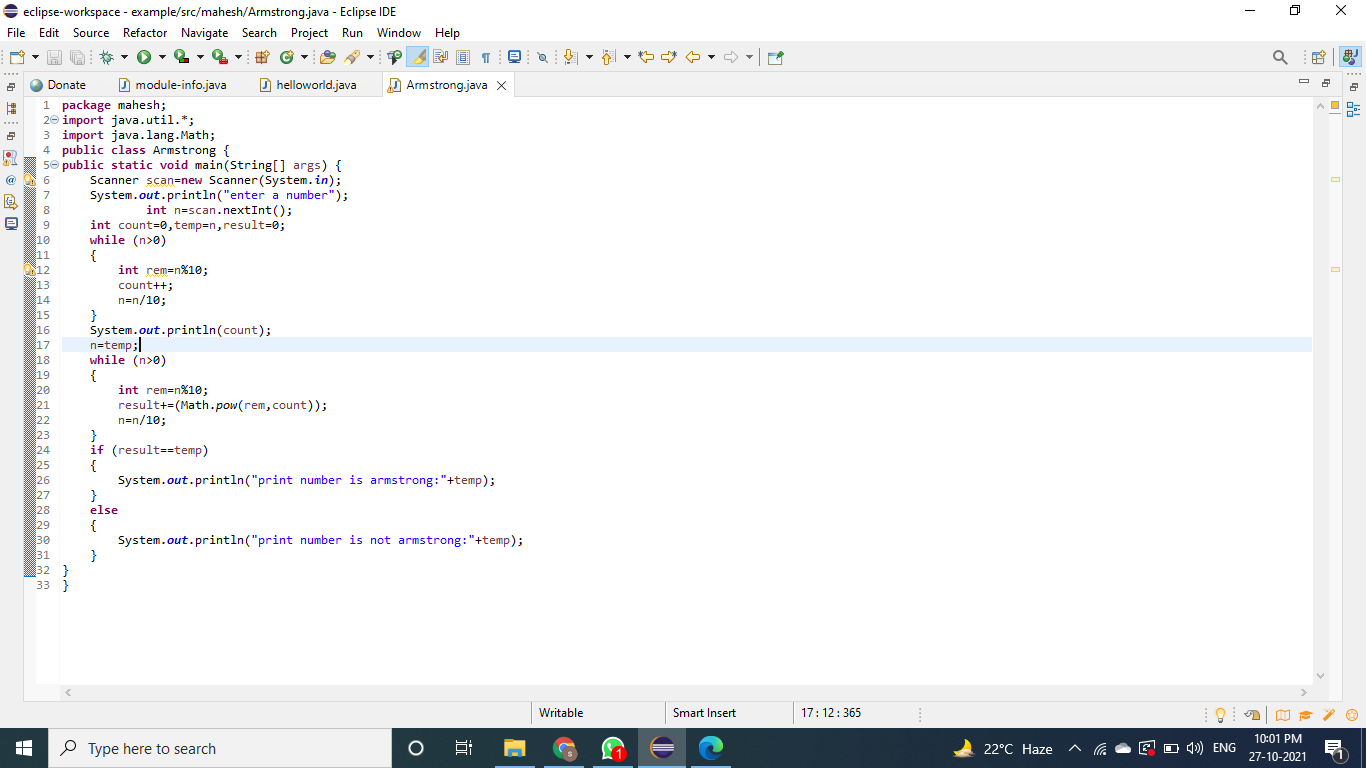 eclipse-workspace - example/src/mahesh/Armstrong.java - Eclipse IDE
File Edit Source Refactor Navigate Search Project Run Window Help
Donate module-info.java helloworld.java Armstrong.java
1 package mahesh;
2 import java.util.*;
3 import java.lang.Math;
4 public class Armstrong {
5 public static void main(String[] args) {
6 Scanner scan=new Scanner(System.in);
7 System.out.println("enter a number");
8 int n=scan.nextInt();
9 int count=0,temp=n,result=0;
10 while (n>0)
11 {
12 int rem=n%10;
13 count++;
14 n=n/10;
15 }
16 System.out.println(count);
17 n=temp;
18 while (n>0)
19 {
20 int rem=n%10;
21 result+=(Math.pow(rem,count));
22 n=n/10;
23 }
24 if (result==temp)
25 {
26 System.out.println("print number is armstrong:"+temp);
27 }
28 else
29 {
30 System.out.println("print number is not armstrong:"+temp);
31 }
32 }
33 }
Writable Smart Insert 17 : 12 : 365
Type here to search
S
1
22°C Haze
ENG
10:01 PM
27-10-2021
1